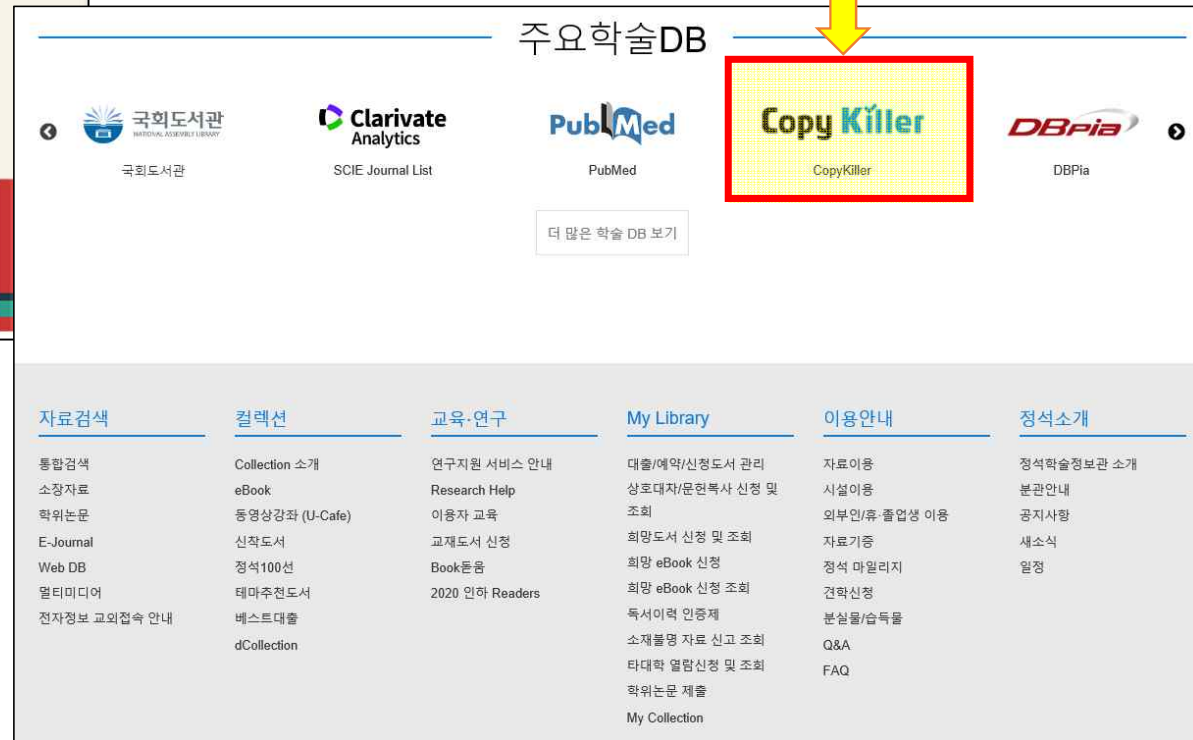 주요학술DB
국회도서관
NATIONAL ASSEMBLY LIBRARY
국회도서관
Clarivate
Analytics
SCIE Journal List
PubMed
PubMed
Copy Killer
CopyKiller
DBpia
DBPia
더 많은 학술 DB 보기
자료검색
통합검색
소장자료
학위논문
E-Journal
Web DB
멀티미디어
전자정보 교외접속 안내
컬렉션
Collection 소개
eBook
동영상강좌 (U-Cafe)
신착도서
정석100선
테마추천도서
베스트대출
dCollection
교육·연구
연구지원 서비스 안내
Research Help
이용자 교육
교재도서 신청
Book돋움
2020 인하 Readers
My Library
대출/예약/신청도서 관리
상호대차/문헌복사 신청 및
조회
희망도서 신청 및 조회
희망 eBook 신청
희망 eBook 신청 조회
독서이력 인증제
소재불명 자료 신고 조회
타대학 열람신청 및 조회
학위논문 제출
My Collection
이용안내
자료이용
시설이용
외부인/휴·졸업생 이용
자료기증
정석 마일리지
견학신청
분실물/습득물
Q&A
FAQ
정석소개
정석학술정보관 소개
분관안내
공지사항
새소식
일정